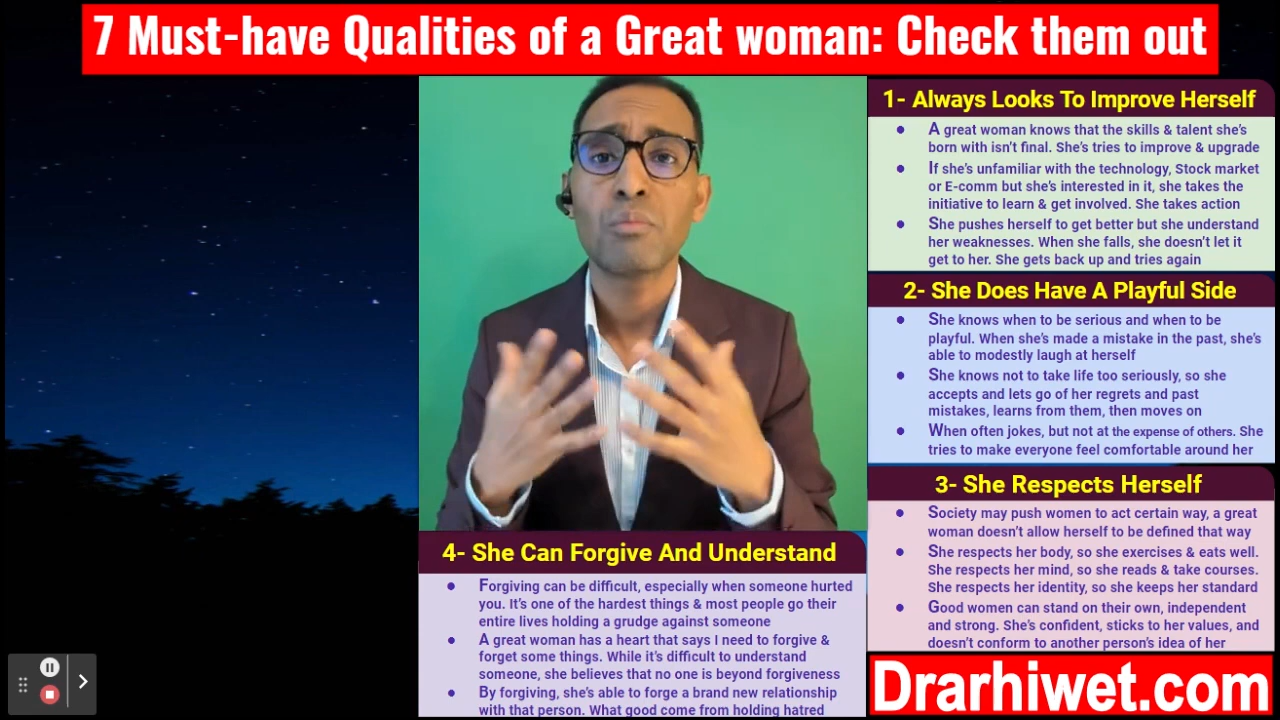 7 Must-have Qualities of a Great woman: Check them out
1- Always Looks To Improve Herself
A great woman knows that the skills & talent she's
born with isn't final. She's tries to improve & upgrade
If she's unfamiliar with the technology, Stock market
or E-comm but she's interested in it, she takes the
initiative to learn & get involved. She takes action
She pushes herself to get better but she understand
her weaknesses. When she falls, she doesn't let it
get to her. She gets back up and tries again
2- She Does Have A Playful Side
She knows when to be serious and when to be
playful. When she's made a mistake in the past, she's
able to modestly laugh at herself
She knows not to take life too seriously, so she
accepts and lets go of her regrets and past
mistakes, learns from them, then moves on
When often jokes, but not at the expense of others. She
tries to make everyone feel comfortable around her
3- She Respects Herself
Society may push women to act certain way, a great
woman doesn't allow herself to be defined that way
She respects her body, so she exercises & eats well.
She respects her mind, so she reads & take courses.
She respects her identity, so she keeps her standard
Good women can stand on their own, independent
and strong. She's confident, sticks to her values, and
doesn't conform to another person's idea of her
4- She Can Forgive And Understand
Forgiving can be difficult, especially when someone hurted
you. It's one of the hardest things & most people go their
entire lives holding a grudge against someone
A great woman has a heart that says I need to forgive &
forget some things. While it's difficult to understand
someone, she believes that no one is beyond forgiveness
By forgiving, she's able to forge a brand new relationship
with that person. What good come from holding hatred
Drarhiwet.com